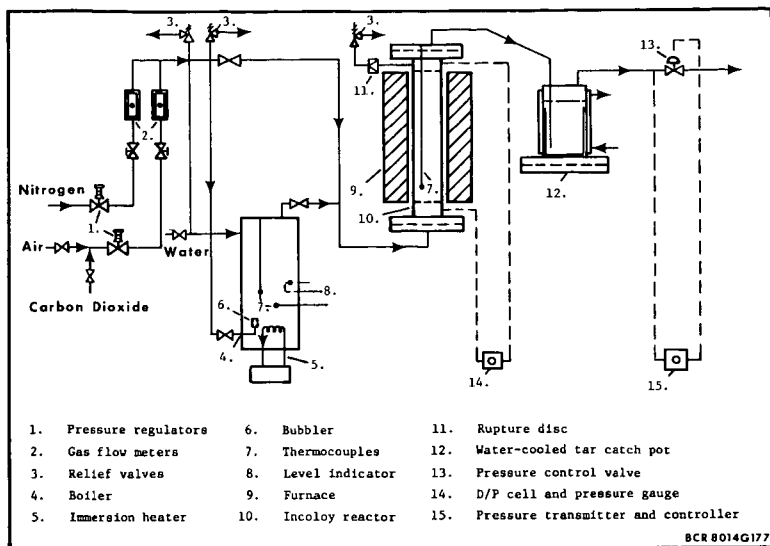 3. 3. 3. 13.
11.
2.
Nitrogen
1.
Air
Water
Carbon Dioxide
9. 7. 12.
10.
8.
7.
6.
4. 5.
14. 15.
1. Pressure regulators 6. Bubbler 11. Rupture disc
2. Gas flow meters 7. Thermocouples 12. Water-cooled tar catch pot
3. Relief valves 8. Level indicator 13. Pressure control valve
4. Boiler 9. Furnace 14. D/P cell and pressure gauge
5. Immersion heater 10. Incoloy reactor 15. Pressure transmitter and controller
BCR 8014G177